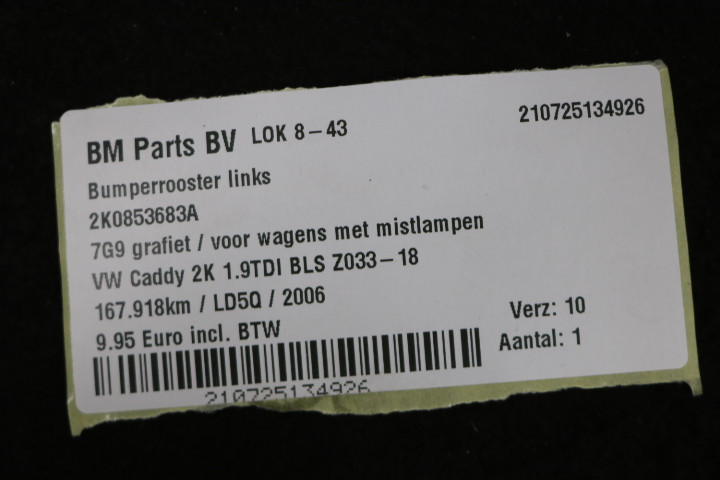 BM Parts BV LOK 8-43 210725134926
Bumperrooster links
2K0853683A
7G9 grafiet / voor wagens met mistlampen
VW Caddy 2K 1.9TDI BLS Z033-18
167.918km / LD5Q / 2006
9.95 Euro incl. BTW
Verz: 10
Aantal: 1
210725134926